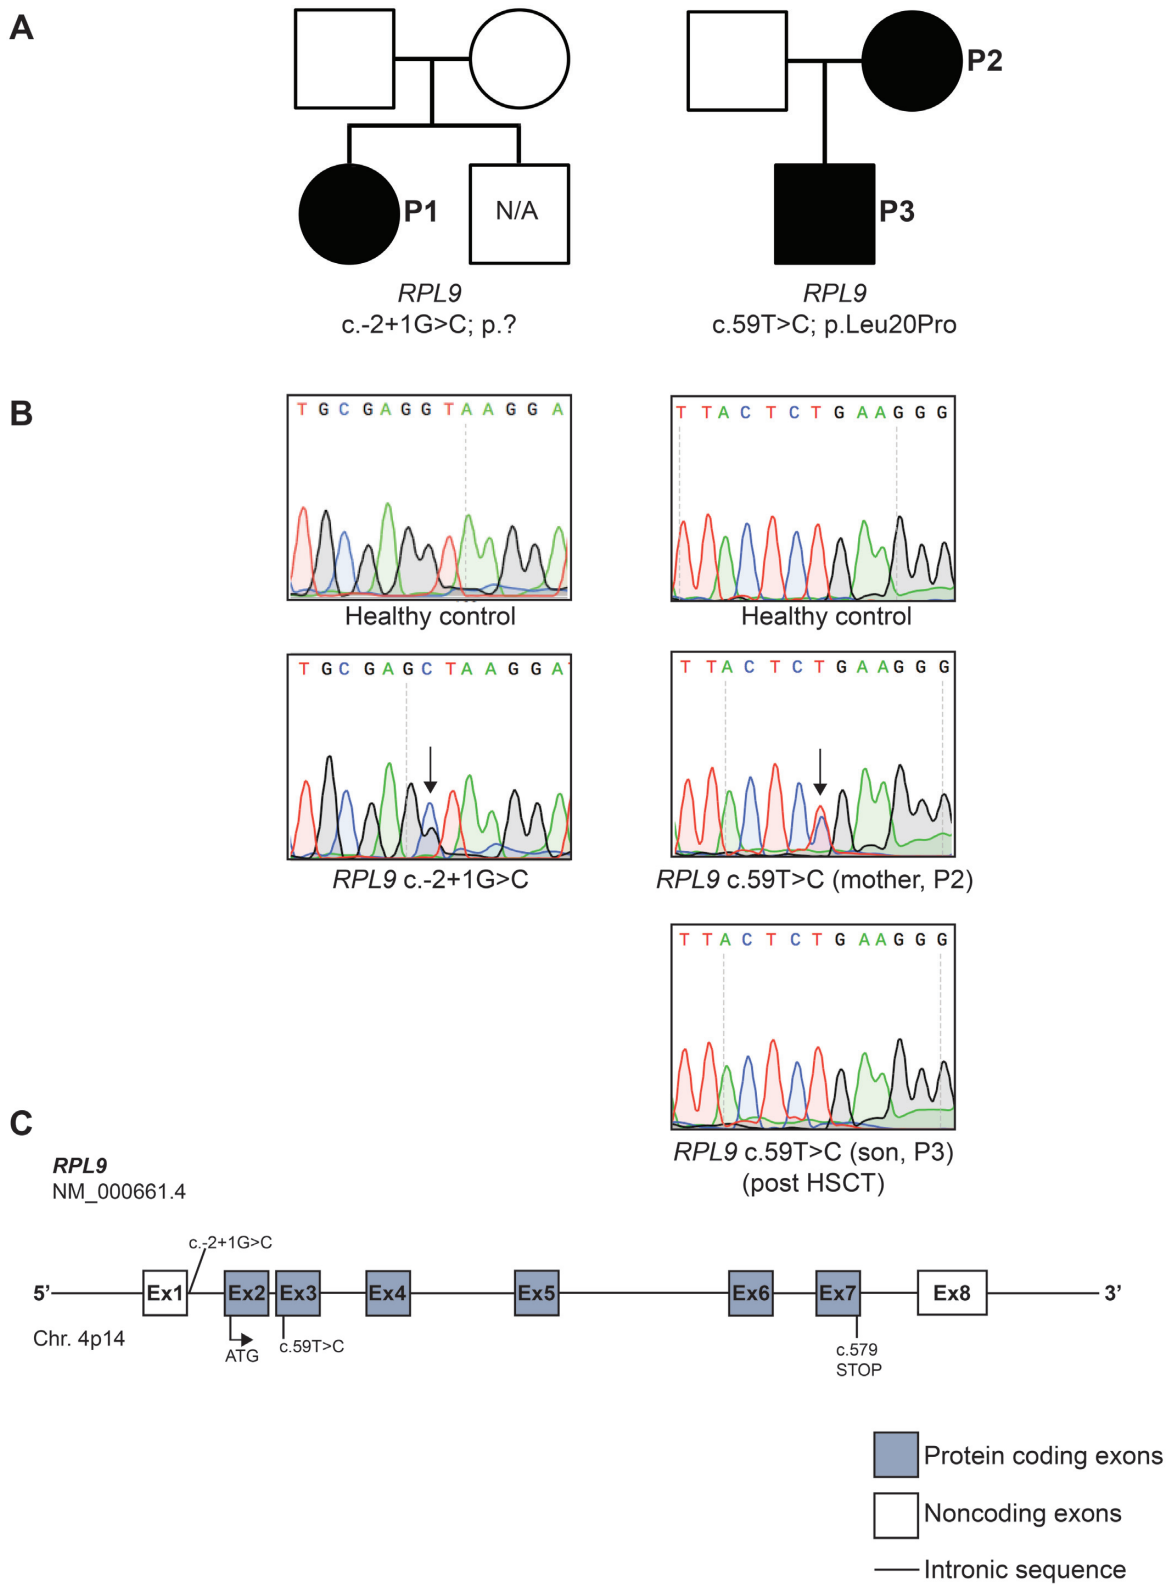 A
P1
N/A
RPL9
c.-2+1G>C; p.?
P2
P3
RPL9
c.59T>C; p.Leu20Pro
B
T G C G A G G T A A G G A
Healthy control
T G C G A G C T A A G G A T
RPL9 c.-2+1G>C
T T A C T C T G A A G G G
Healthy control
T T A C T C T G A A G G G
RPL9 c.59T>C (mother, P2)
T T A C T C T G A A G G G
RPL9 c.59T>C (son, P3)
(post HSCT)
C
RPL9
NM_000661.4
c.-2+1G>C
5’ Ex1 Ex2 Ex3 Ex4 Ex5 Ex6 Ex7 Ex8 3’
Chr. 4p14
ATG
c.59T>C
c.579
STOP
Protein coding exons
Noncoding exons
Intronic sequence